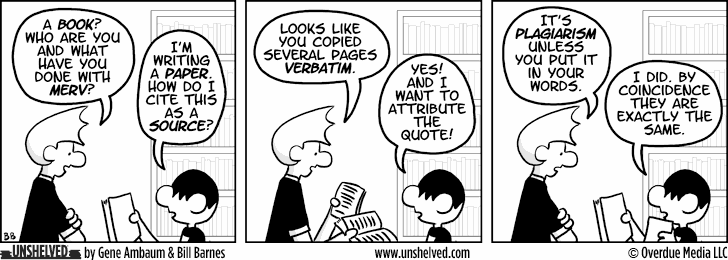 A BOOK?
WHO ARE YOU
AND WHAT
HAVE YOU
DONE WITH
MERV?
I'M
WRITING
A PAPER.
HOW DO I
CITE THIS
AS A
SOURCE?
LOOKS LIKE
YOU COPIED
SEVERAL PAGES
VERBATIM.
YES!
AND I
WANT TO
ATTRIBUTE
THE
QUOTE!
IT'S
PLAGIARISM
UNLESS
YOU PUT IT
IN YOUR
WORDS.
I DID. BY
COINCIDENCE
THEY ARE
EXACTLY THE
SAME.
UNSHELVED by Gene Ambaum & Bill Barnes
www.unshelved.com
© Overdue Media LLC